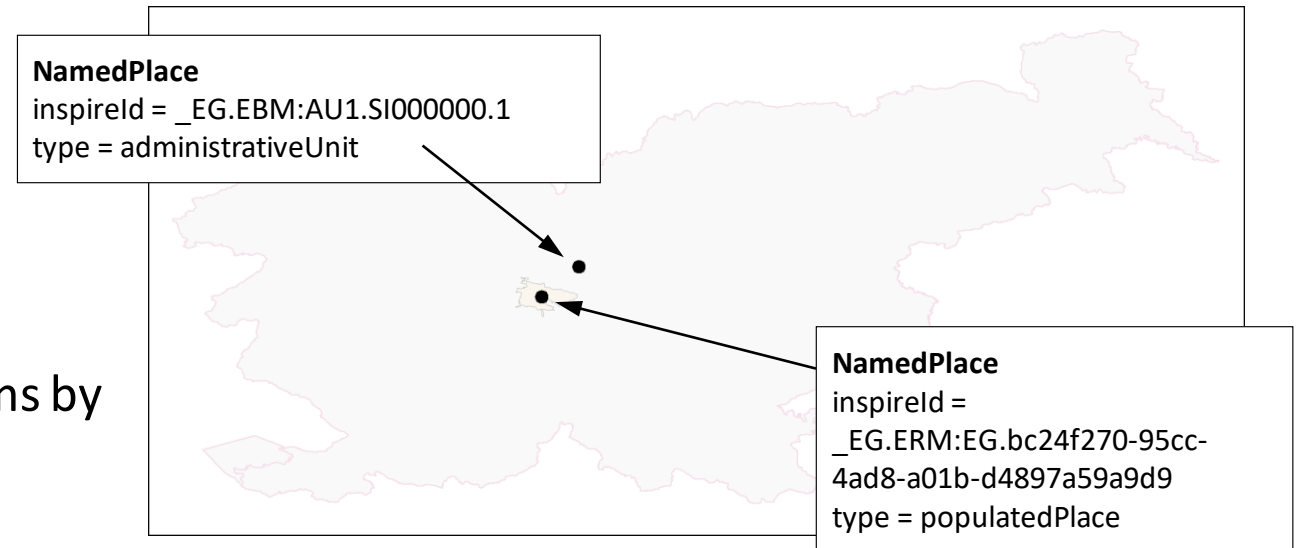 NamedPlace
inspireId = _EG.EBM:AU1.SI000000.1
type = administrativeUnit
ns by
NamedPlace
inspireId =
_EG.ERM:EG.bc24f270-95cc-
4ad8-a01b-d4897a59a9d9
type = populatedPlace